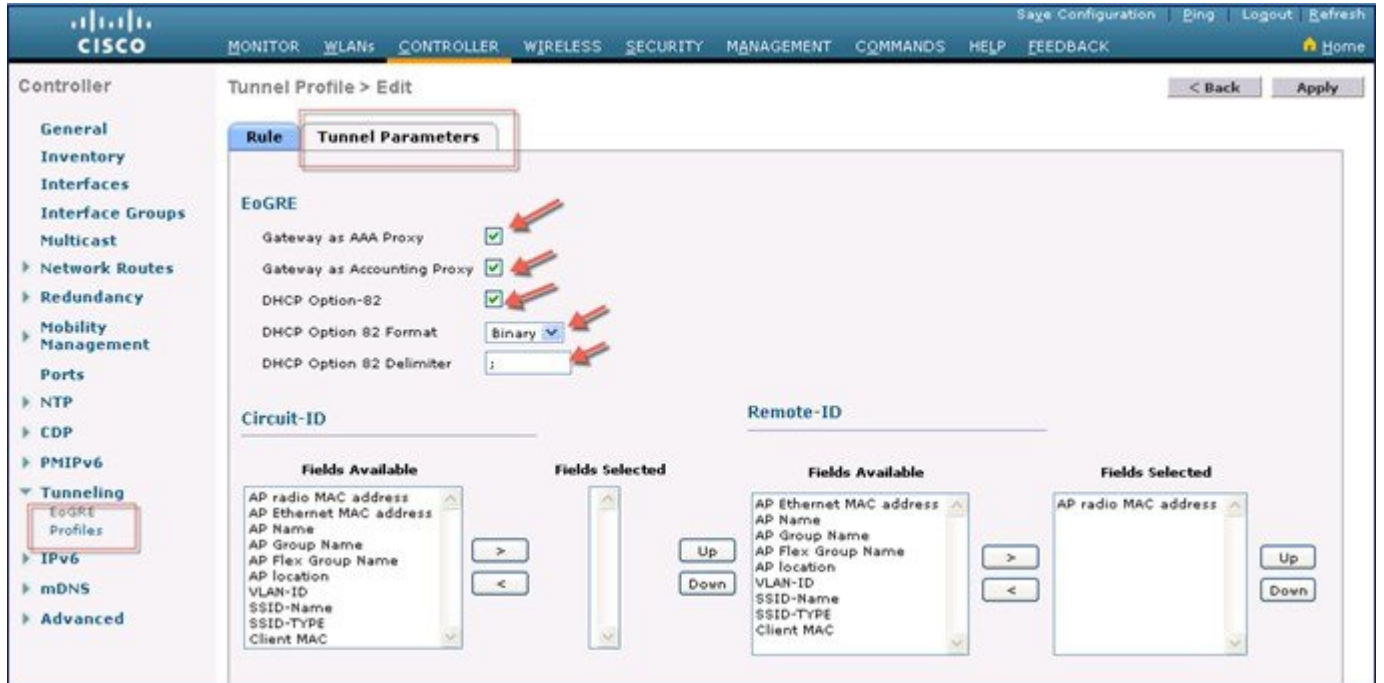 Save Configuration | Ping | Logout | Refresh
CISCO
MONITOR WLANs CONTROLLER WIRELESS SECURITY MANAGEMENT COMMANDS HELP FEEDBACK Home
Controller
Tunnel Profile > Edit
< Back
Apply
General
Inventory
Interfaces
Interface Groups
Multicast
Network Routes
Redundancy
Mobility
Management
Ports
NTP
CDP
PMIPv6
Tunneling
EoGRE
Profiles
IPv6
mDNS
Advanced
Rule
Tunnel Parameters
EoGRE
Gateway as AAA Proxy
Gateway as Accounting Proxy
DHCP Option-82
DHCP Option 82 Format Binary
DHCP Option 82 Delimiter ;
Circuit-ID
Fields Available
AP radio MAC address
AP Ethernet MAC address
AP Name
AP Group Name
AP Flex Group Name
AP location
VLAN-ID
SSID-Name
SSID-TYPE
Client MAC
>
<
Fields Selected
Up
Down
Remote-ID
Fields Available
AP Ethernet MAC address
AP Name
AP Group Name
AP Flex Group Name
AP location
VLAN-ID
SSID-Name
SSID-TYPE
Client MAC
>
<
Fields Selected
AP radio MAC address
Up
Down